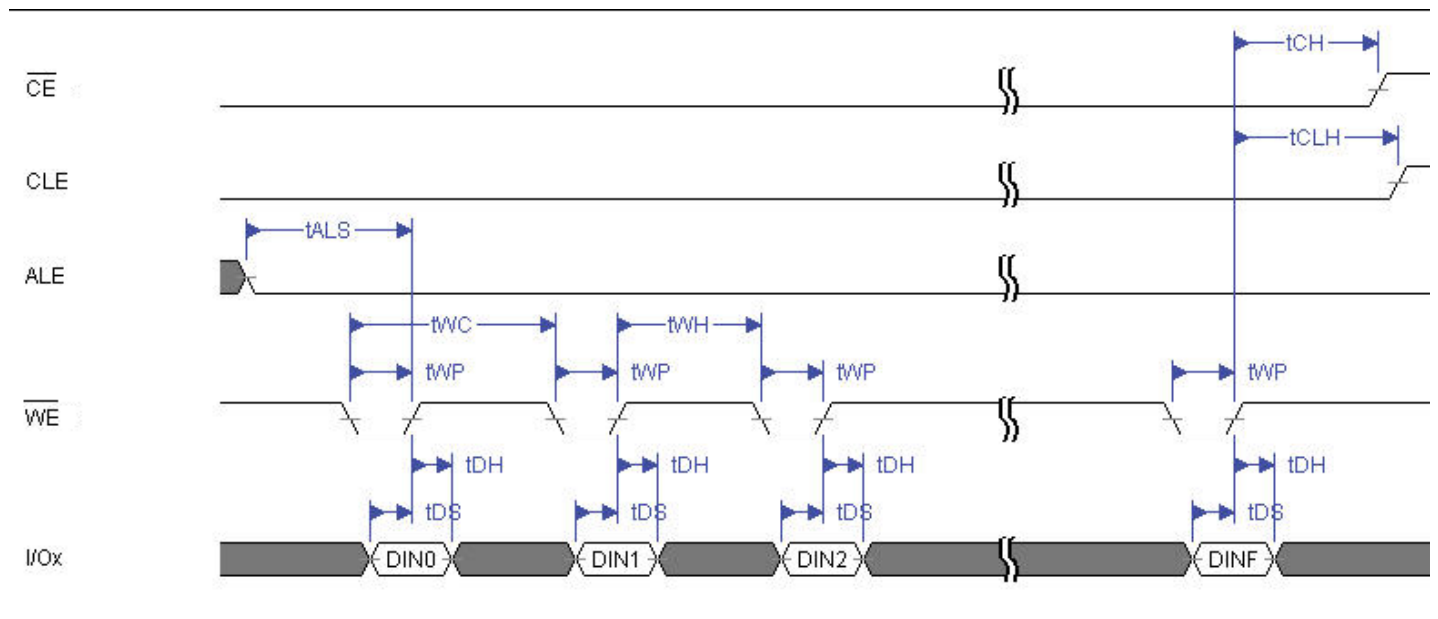 tCH
CE
tCLH
CLE
tALS
ALE
tWC tWH
tWP tWP tWP tWP
WE
tDH tDH tDH tDH
tDS tDS tDS tDS
I/Ox DIN0 DIN1 DIN2 DINF